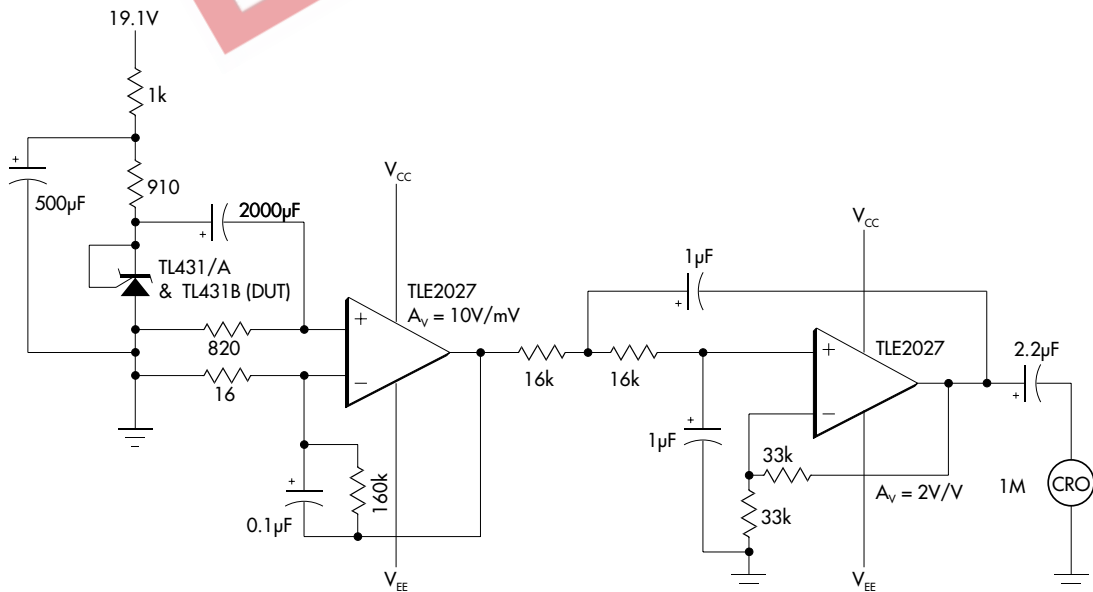 19.1V
1k
910
500µF
2000µF
TL431/A
& TL431B (DUT)
820
16
0.1µF
160k
V_CC
TLE2027
A_V = 10V/mV
V_EE
16k
16k
1µF
1µF
V_CC
TLE2027
33k
33k
A_V = 2V/V
V_EE
2.2µF
1M
CRO
+
+
+
+
−
+
+
+
−
+